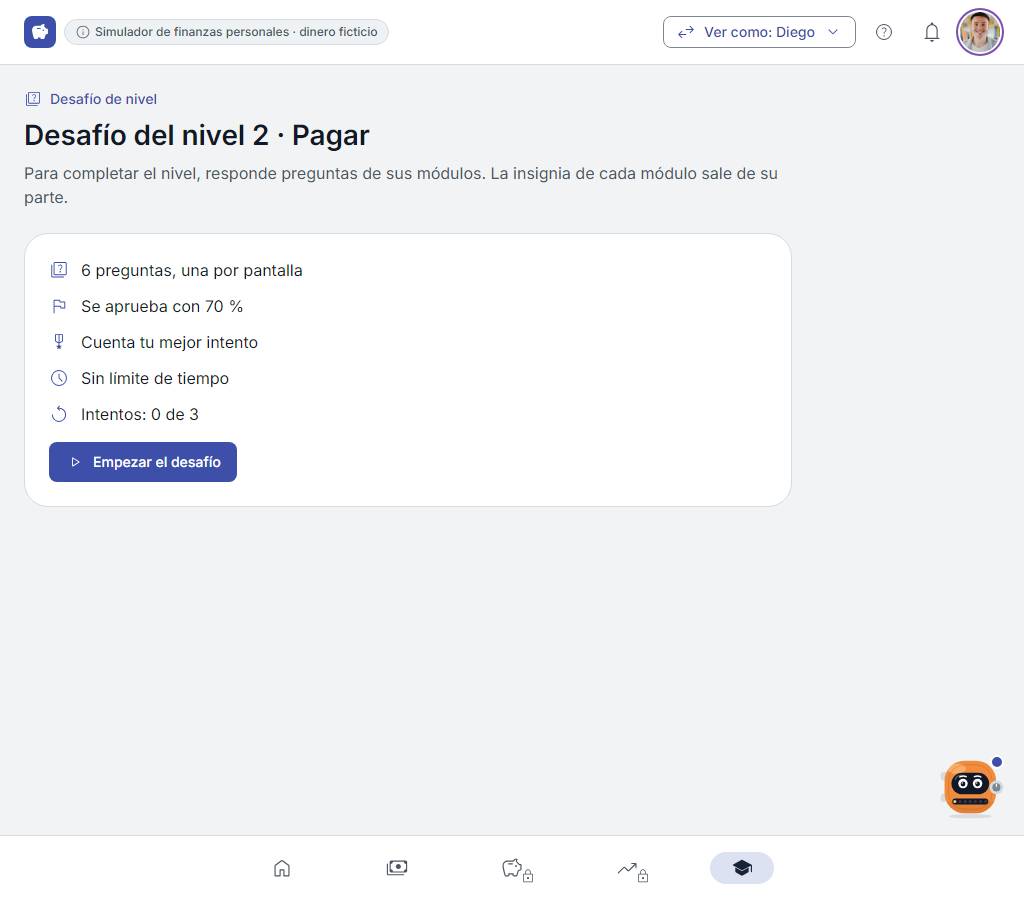 Simulador de finanzas personales · dinero ficticio
Ver como: Diego
Desafío de nivel
Desafío del nivel 2 · Pagar
Para completar el nivel, responde preguntas de sus módulos. La insignia de cada módulo sale de su
parte.
6 preguntas, una por pantalla
Se aprueba con 70 %
Cuenta tu mejor intento
Sin límite de tiempo
Intentos: 0 de 3
Empezar el desafío